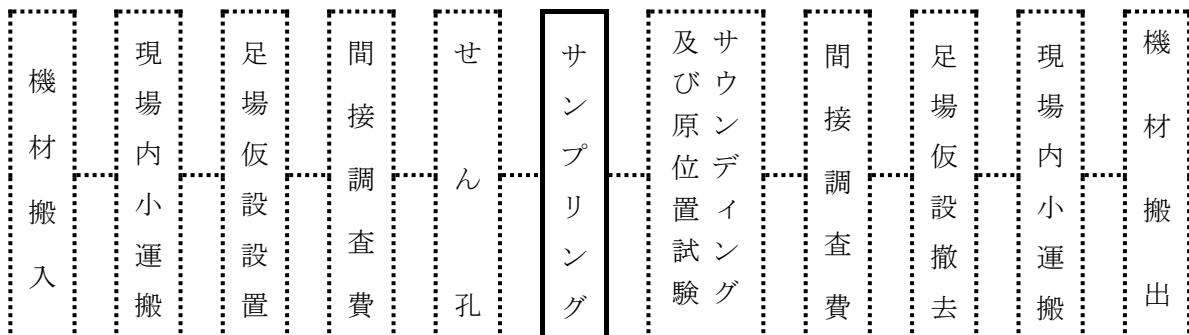 機材搬入
現場内小運搬
足場仮設設置
間接調査費
せん孔
サンプリング
サウンディング
及び原位置試験
間接調査費
足場仮設撤去
現場内小運搬
機材搬出